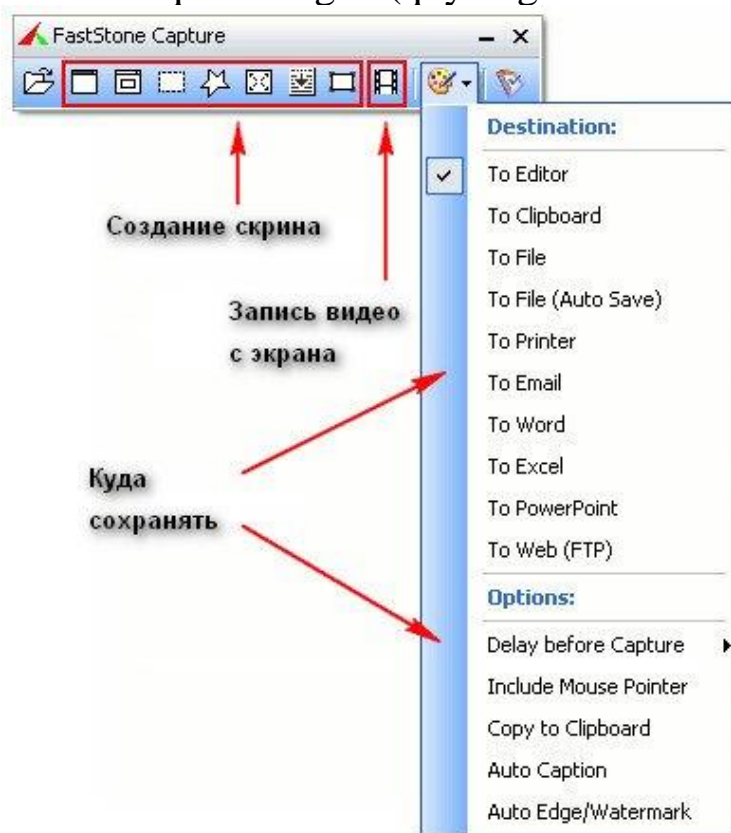 FastStone Capture
Destination:
To Editor
To Clipboard
To File
To File (Auto Save)
To Printer
To Email
To Word
To Excel
To PowerPoint
To Web (FTP)
Options:
Delay before Capture
Include Mouse Pointer
Copy to Clipboard
Auto Caption
Auto Edge/Watermark
Создание скрина
Запись видео
с экрана
Куда
сохранять